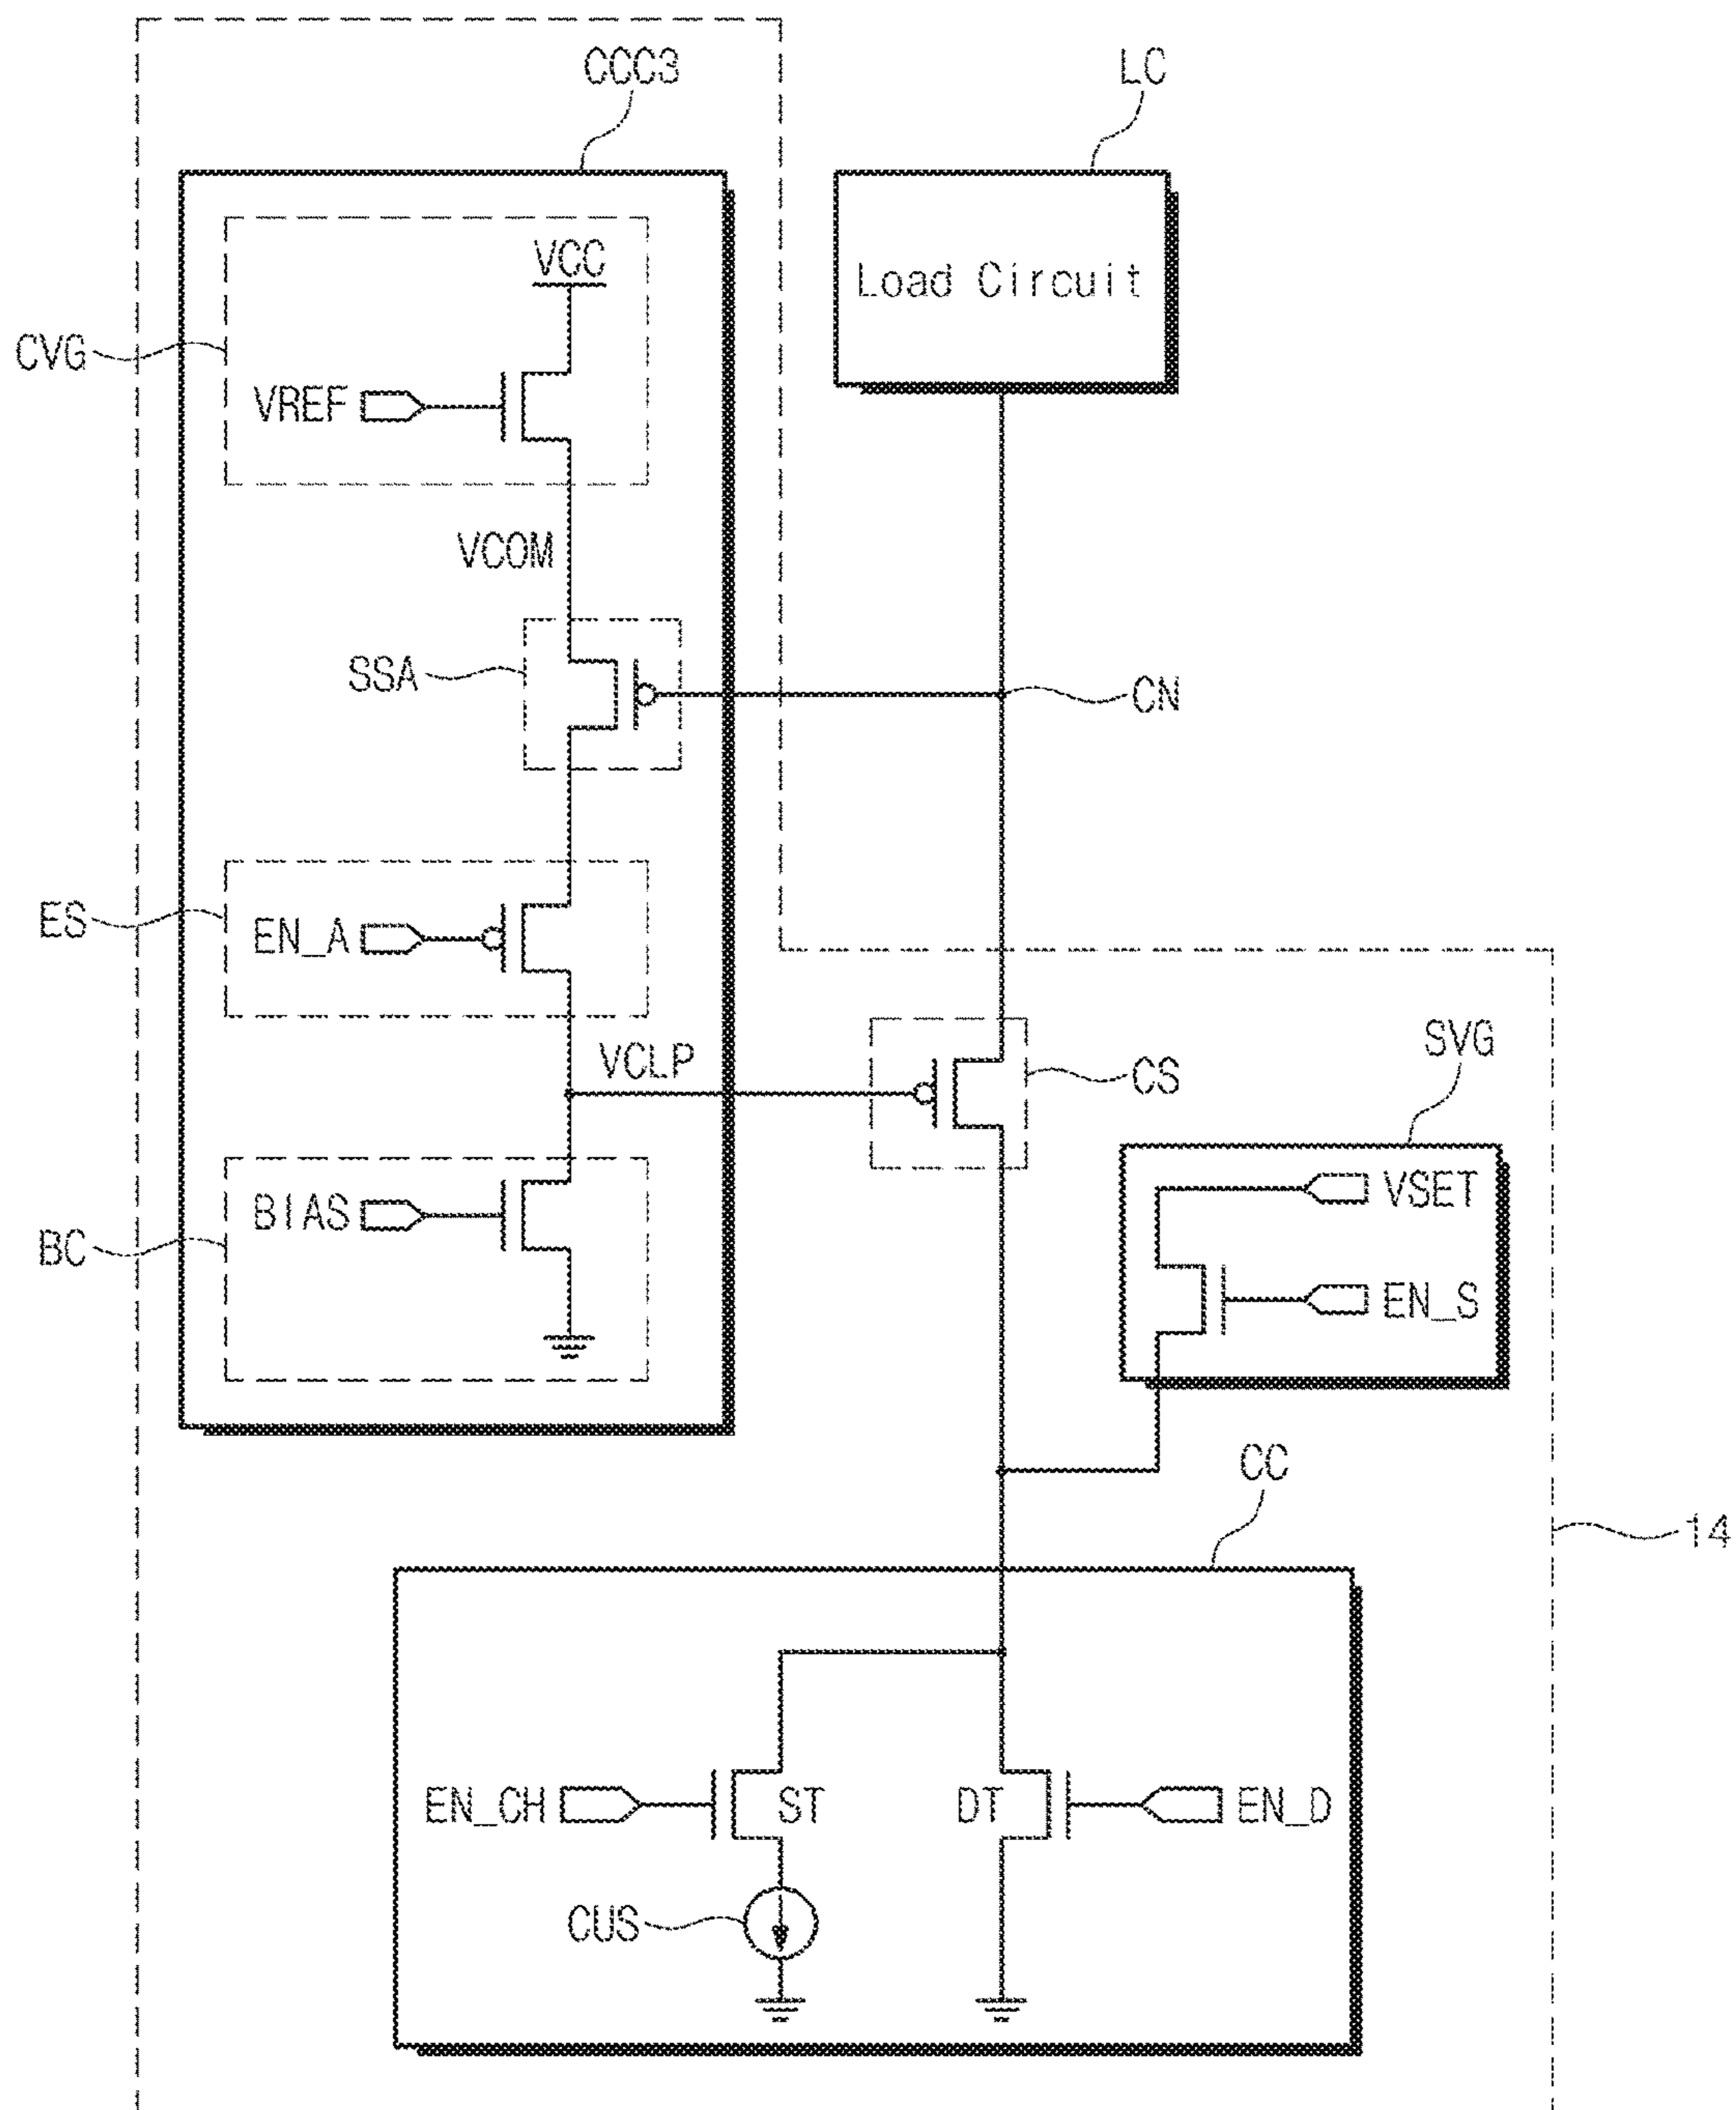 CCC3
LC
VCC
Load Circuit
CVG
VREF
VCOM
SSA
CN
ES
EN_A
VCLP
CS
SVG
VSET
BIAS
BC
EN_S
CC
14
EN_CH
ST
DT
EN_D
CUS